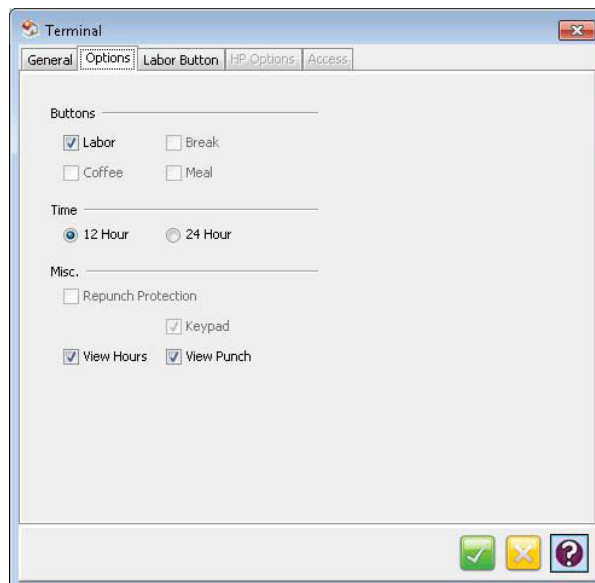 Terminal
General Options Labor Button HP Options Access
Buttons
Labor Break
Coffee Meal
Time
12 Hour 24 Hour
Misc.
Repunch Protection
Keypad
View Hours View Punch
?